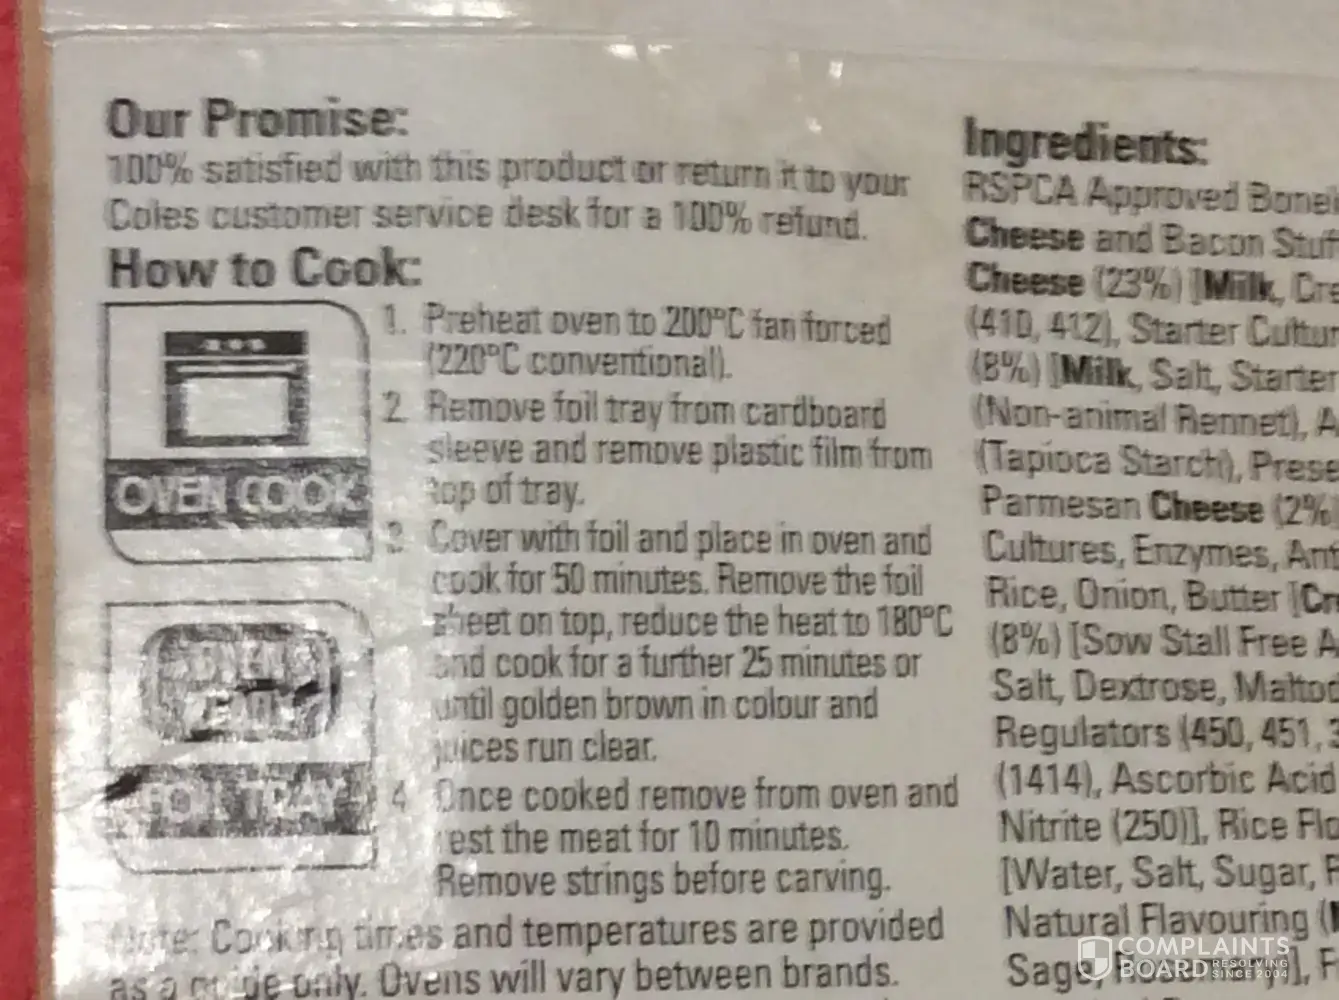 Our Promise:
100% satisfied with this product or return it to your
Coles customer service desk for a 100% refund.
How to Cook:
OVEN COOK
FOIL TRAY
1. Preheat oven to 200°C fan forced
(220°C conventional).
2. Remove foil tray from cardboard
sleeve and remove plastic film from
top of tray.
3. Cover with foil and place in oven and
cook for 50 minutes. Remove the foil
sheet on top, reduce the heat to 180°C
and cook for a further 25 minutes or
until golden brown in colour and
juices run clear.
4. Once cooked remove from oven and
rest the meat for 10 minutes.
Remove strings before carving.
Note: Cooking times and temperatures are provided
as a guide only. Ovens will vary between brands.
Ingredients:
RSPCA Approved
Cheese and Bacon
Cheese (23%) [Milk,
(410, 412), Starter
(8%) [Milk, Salt, Starter
(Non-animal Rennet),
(Tapioca Starch),
Parmesan Cheese (2%
Cultures, Enzymes,
Rice, Onion, Butter
(8%) [Sow Stall Free
Salt, Dextrose,
Regulators (450, 451,
(1414), Ascorbic Acid
Nitrite (250)], Rice
[Water, Salt, Sugar,
Natural Flavouring
Sage, Rosemary],
COMPLAINTS
BOARD RESOLVING
SINCE 2004